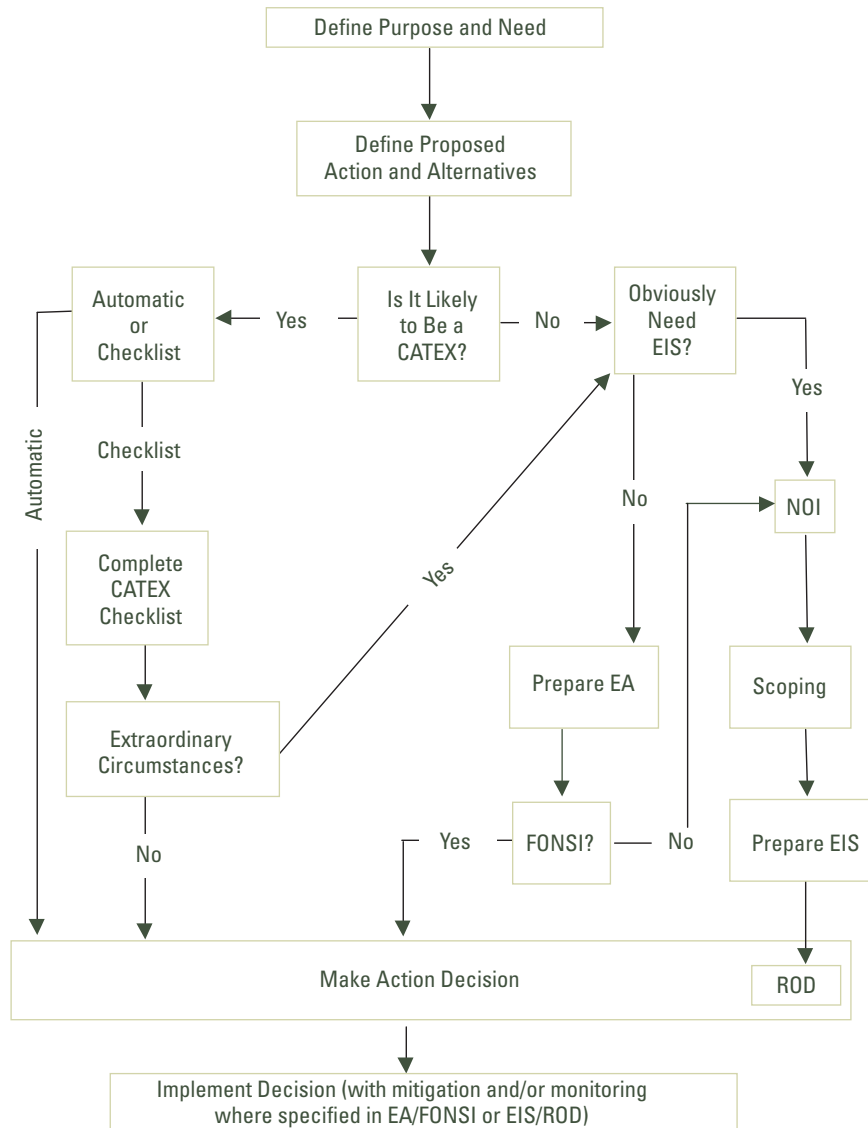 Define Purpose and Need
Define Proposed
Action and Alternatives
Automatic
or
Checklist
Yes
Is It Likely
to Be a
CATEX?
No
Obviously
Need
EIS?
Yes
Automatic
Checklist
No
NOI
Complete
CATEX
Checklist
Yes
Prepare EA
Scoping
Extraordinary
Circumstances?
No
Yes
FONSI?
No
Prepare EIS
Make Action Decision
ROD
Implement Decision (with mitigation and/or monitoring
where specified in EA/FONSI or EIS/ROD)